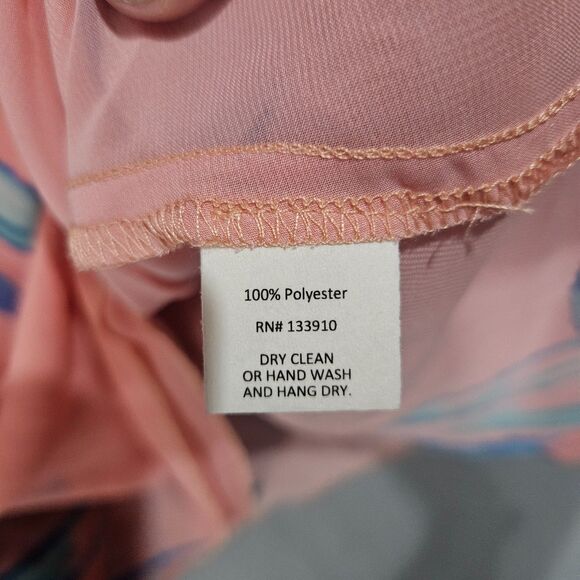 100% Polyester
RN# 133910
DRY CLEAN
OR HAND WASH
AND HANG DRY.